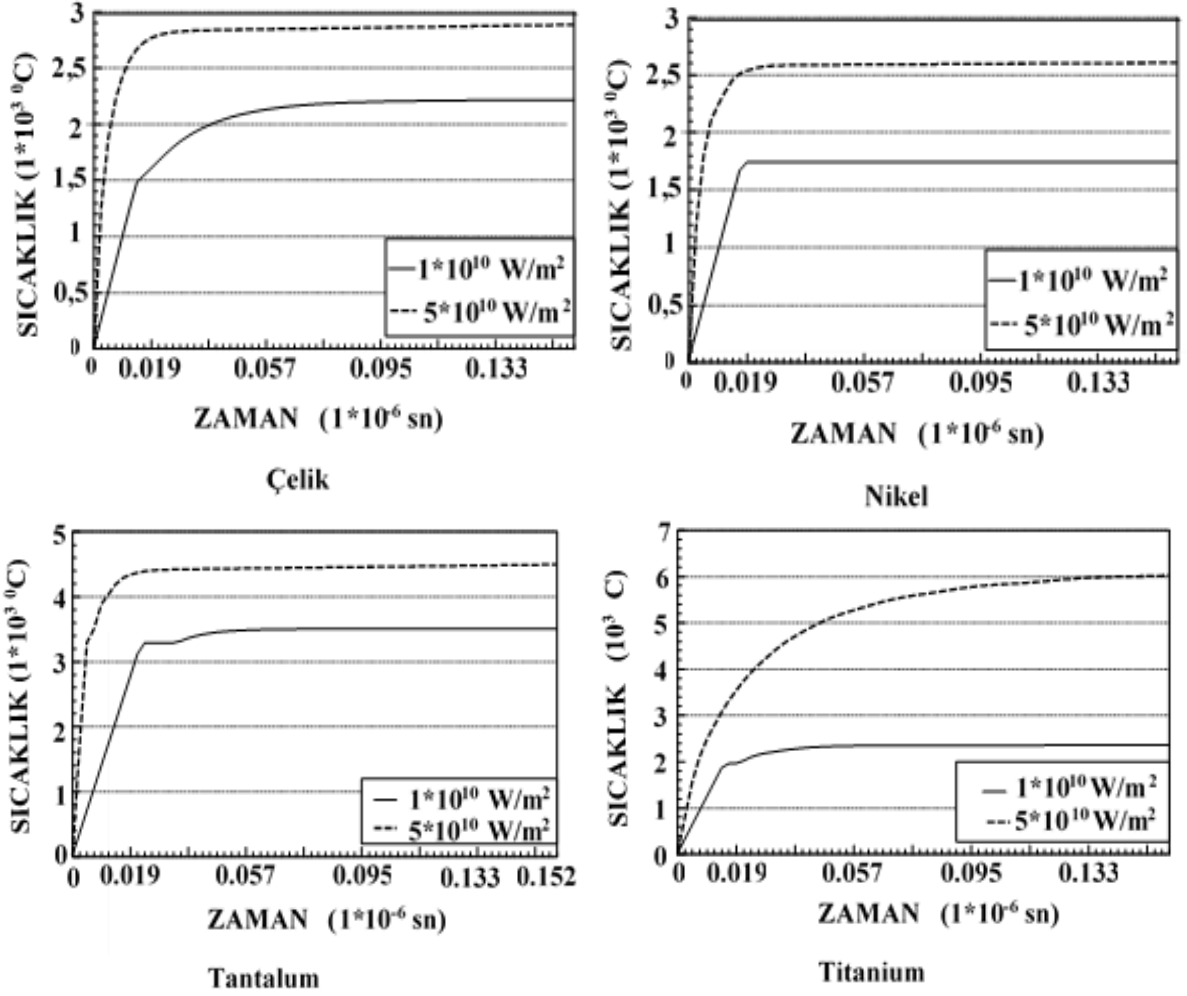 SICAKLIK (1*10³ ⁰C)
3
2,5
2
1,5
1
0,5
0
1*10¹⁰ W/m²
5*10¹⁰ W/m²
0 0.019 0.057 0.095 0.133
ZAMAN (1*10⁻⁶ sn)
Çelik
SICAKLIK (1*10³ ⁰C)
3
2.5
2
1.5
1
0,5
0
1*10¹⁰ W/m²
5*10¹⁰ W/m²
0 0.019 0.057 0.095 0.133
ZAMAN (1*10⁻⁶ sn)
Nikel
SICAKLIK (1*10³ ⁰C)
5
4
3
2
1
0
1*10¹⁰ W/m²
5*10¹⁰ W/m²
0 0.019 0.057 0.095 0.133 0.152
ZAMAN (1*10⁻⁶ sn)
Tantalum
SICAKLIK (10³ C)
7
6
5
4
3
2
1
0
1*10¹⁰ W/m²
5*10¹⁰ W/m²
0 0.019 0.057 0.095 0.133
ZAMAN (1*10⁻⁶ sn)
Titanium